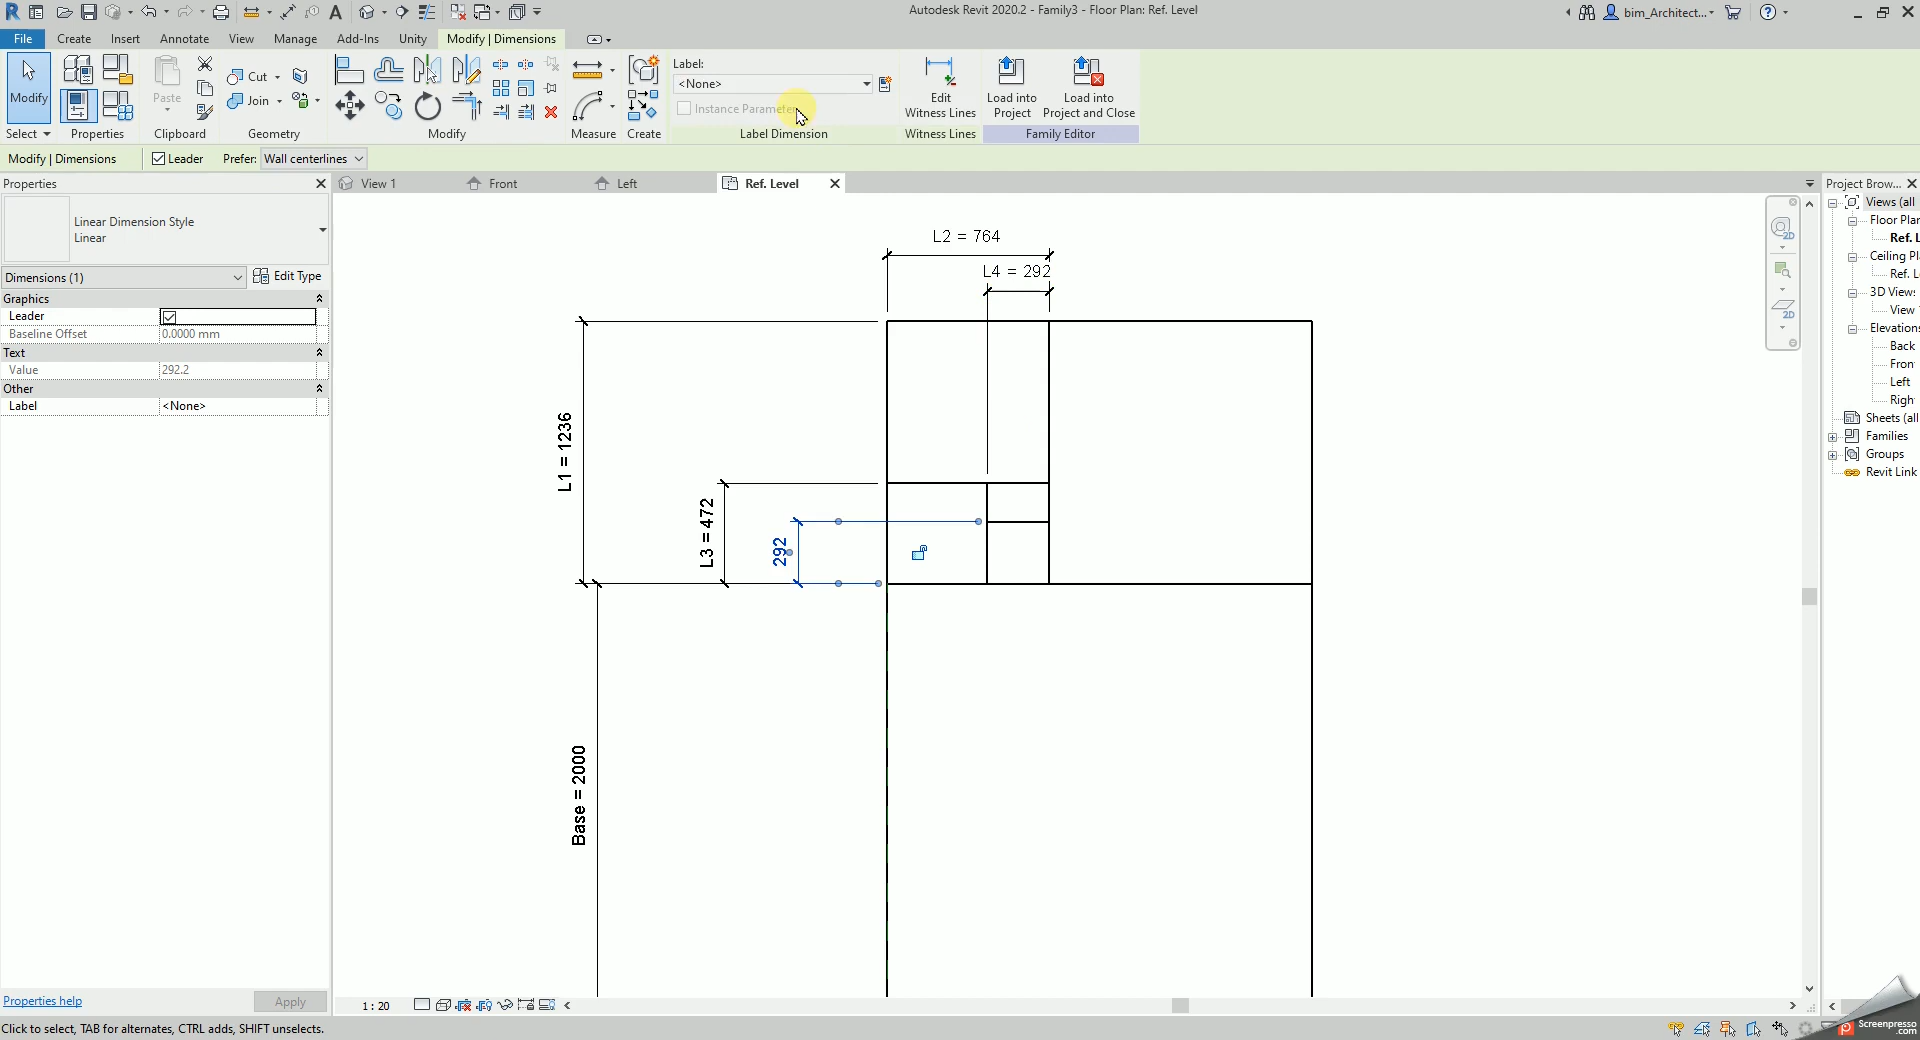 Autodesk Revit 2020.2 - Family3 - Floor Plan: Ref. Level
bim_Architect...
File Create Insert Annotate View Manage Add-Ins Unity Modify | Dimensions
Modify
Select
Properties
Paste
Clipboard
Cut
Join
Geometry
Modify
Measure
Create
Label:
<None>
Instance Parameter
Label Dimension
Edit
Witness Lines
Witness Lines
Load into
Project
Load into
Project and Close
Family Editor
Modify | Dimensions
Leader
Prefer:
Wall centerlines
Properties
Linear Dimension Style
Linear
Dimensions (1)
Edit Type
Graphics
Leader
Baseline Offset 0.0000 mm
Text
Value 292.2
Other
Label <None>
Properties help
Apply
View 1
Front
Left
Ref. Level
L2 = 764
L4 = 292
L1 = 1236
L3 = 472
292
Base = 2000
2D
2D
1 : 20
Project Brow...
Views (all
Floor Plan
Ref. L
Ceiling Pl
Ref. L
3D Views
View
Elevations
Back
Fron
Left
Righ
Sheets (all
Families
Groups
Revit Link
Click to select, TAB for alternates, CTRL adds, SHIFT unselects.
Screenpresso
.com